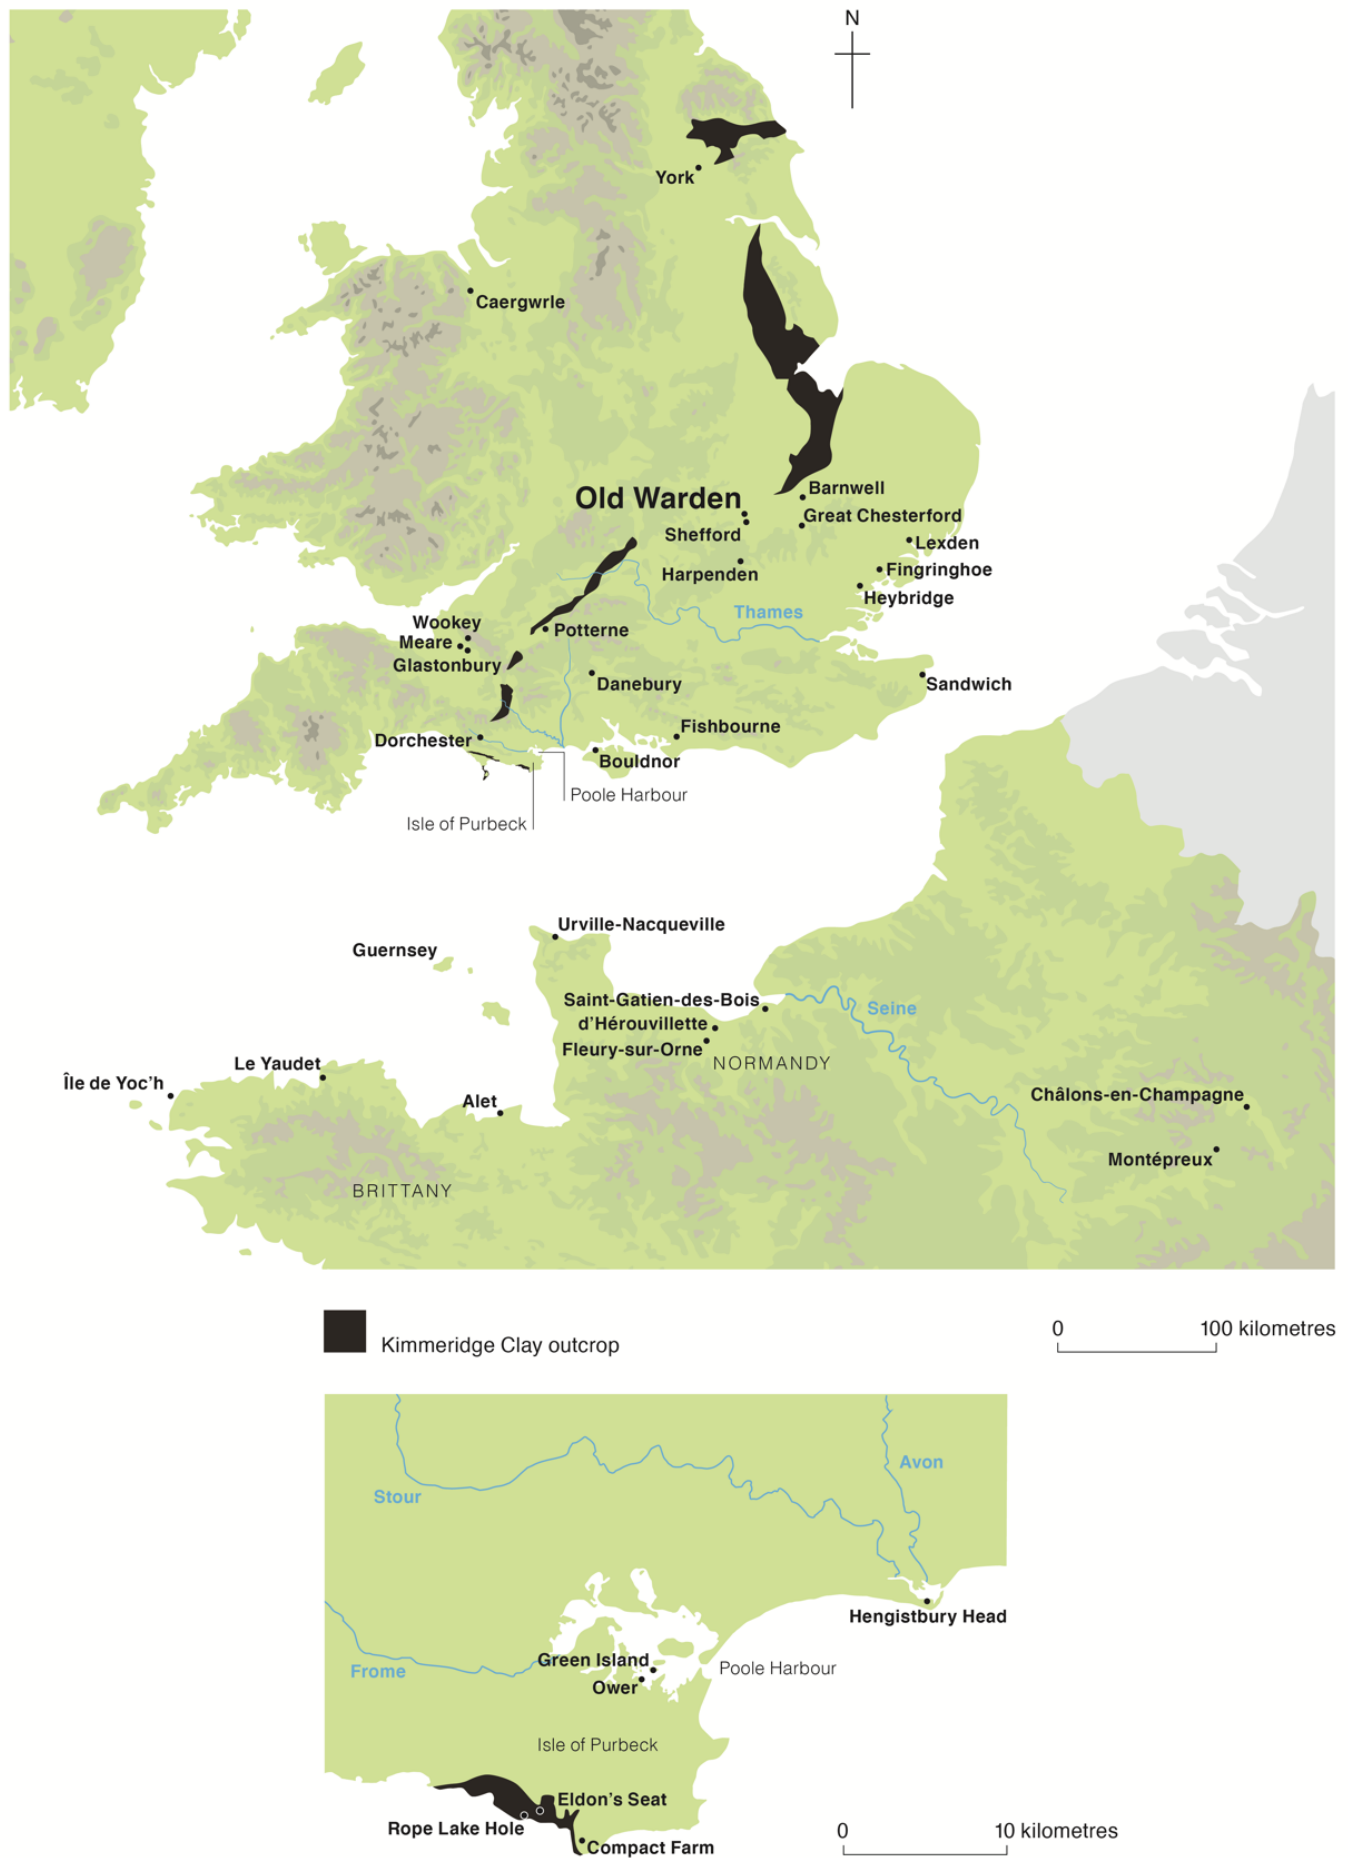 N
York
Caergwrle
Barnwell
Old Warden
Great Chesterford
Shefford
Lexden
Fingringhoe
Harpenden
Heybridge
Thames
Wookey
Potterne
Meare
Glastonbury
Danebury
Sandwich
Fishbourne
Dorchester
Bouldnor
Poole Harbour
Isle of Purbeck
Urville-Nacqueville
Guernsey
Saint-Gatien-des-Bois
Seine
d'Hérouvillette
Fleury-sur-Orne
NORMANDY
Le Yaudet
Île de Yoc'h
Châlons-en-Champagne
Alet
Montépreux
BRITTANY
Kimmeridge Clay outcrop
0 100 kilometres
Avon
Stour
Hengistbury Head
Green Island
Poole Harbour
Frome
Ower
Isle of Purbeck
Eldon's Seat
Rope Lake Hole
0 10 kilometres
Compact Farm